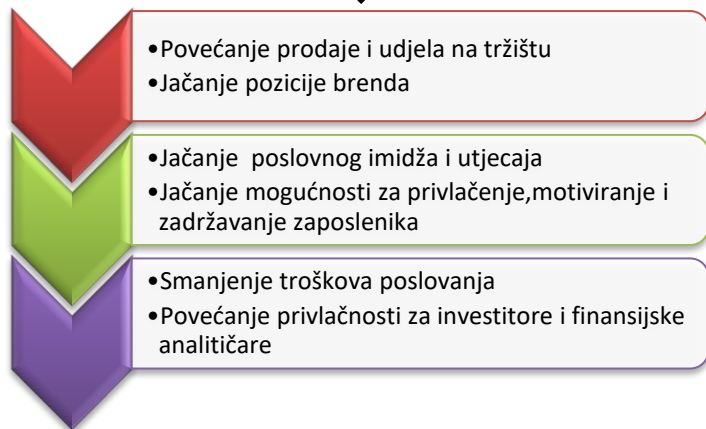 •Povećanje prodaje i udjela na tržištu
•Jačanje pozicije brenda
•Jačanje  poslovnog imidža i utjecaja
•Jačanje mogućnosti za privlačenje,motiviranje i
zadržavanje zaposlenika
•Smanjenje troškova poslovanja
•Povećanje privlačnosti za investitore i finansijske
analitičare